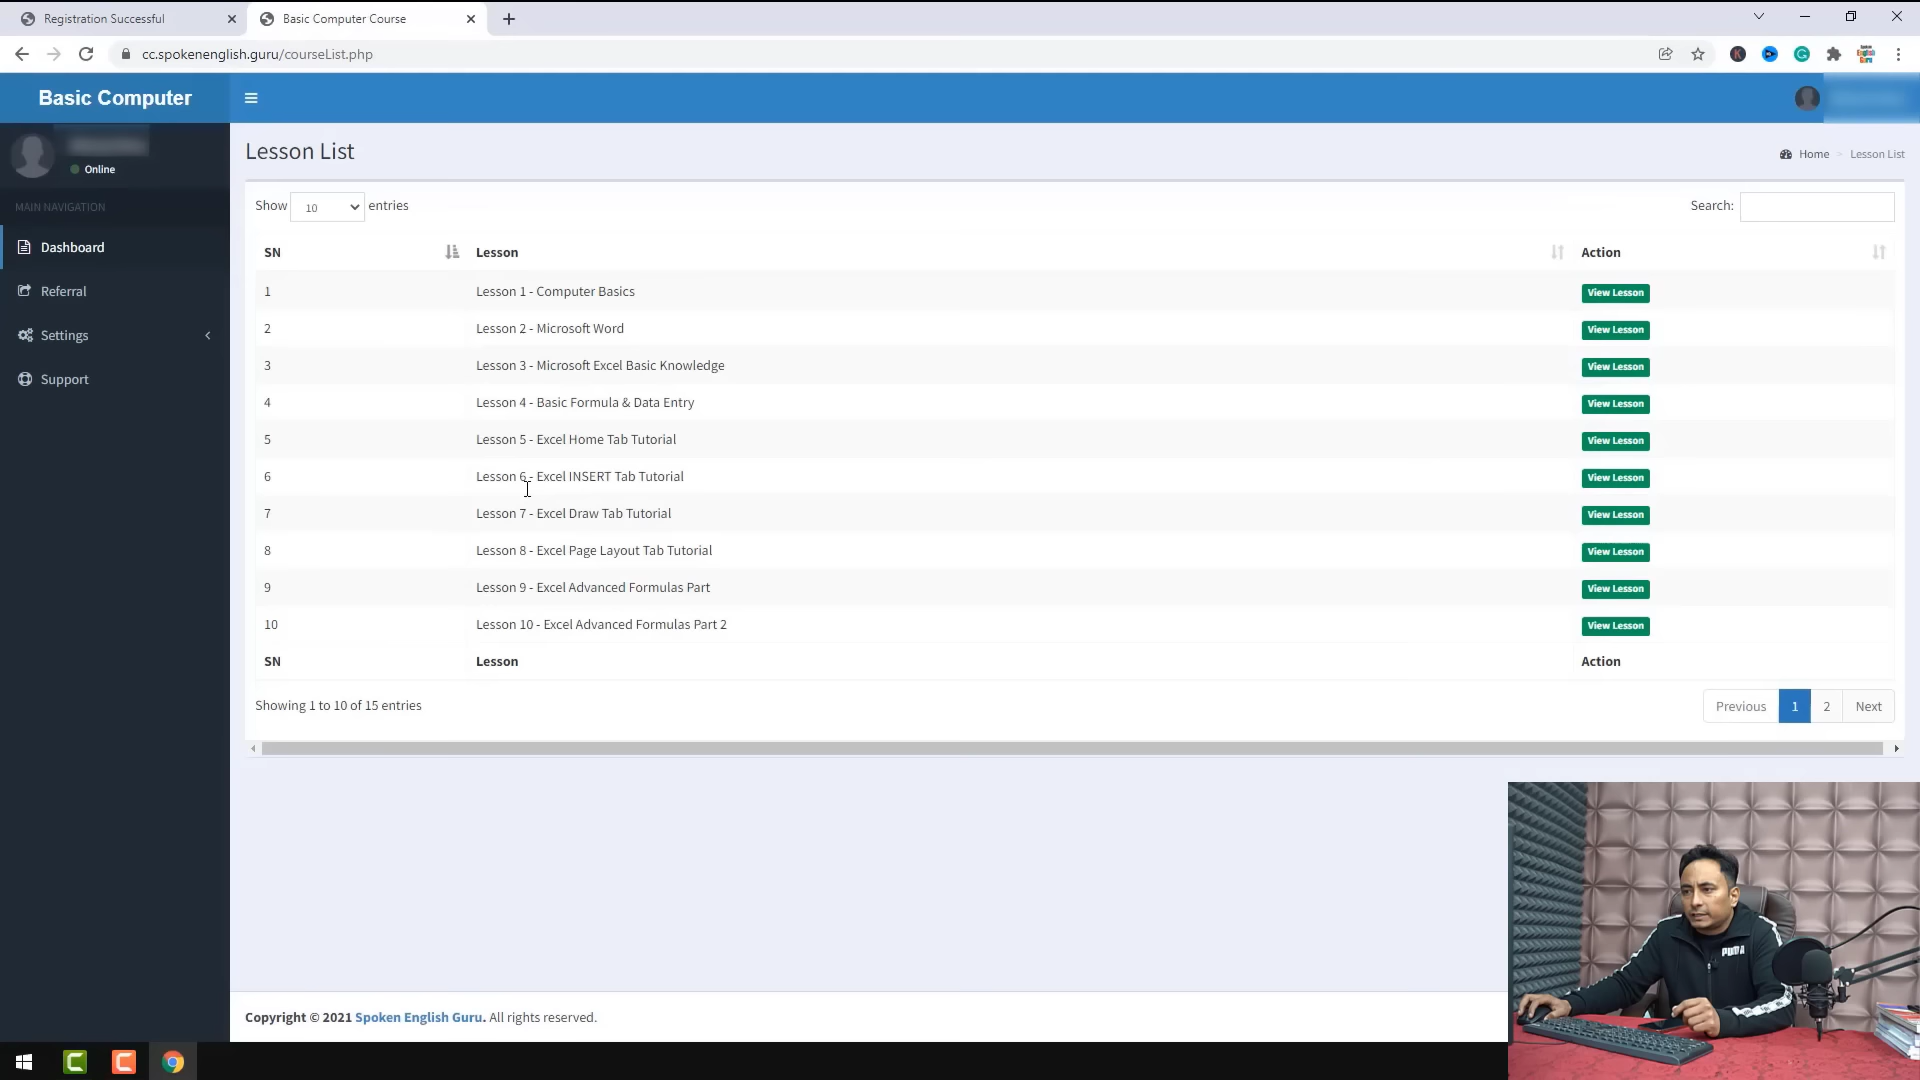 Registration Successful
Basic Computer Course
cc.spokenenglish.guru/courseList.php
Basic Computer
Online
MAIN NAVIGATION
Dashboard
Referral
Settings
Support
Lesson List
Home > Lesson List
Show 10 entries
Search:
SN Lesson Action
1 Lesson 1 - Computer Basics View Lesson
2 Lesson 2 - Microsoft Word View Lesson
3 Lesson 3 - Microsoft Excel Basic Knowledge View Lesson
4 Lesson 4 - Basic Formula & Data Entry View Lesson
5 Lesson 5 - Excel Home Tab Tutorial View Lesson
6 Lesson 6 - Excel INSERT Tab Tutorial View Lesson
7 Lesson 7 - Excel Draw Tab Tutorial View Lesson
8 Lesson 8 - Excel Page Layout Tab Tutorial View Lesson
9 Lesson 9 - Excel Advanced Formulas Part View Lesson
10 Lesson 10 - Excel Advanced Formulas Part 2 View Lesson
SN Lesson Action
Showing 1 to 10 of 15 entries
Previous 1 2 Next
PUMA
Copyright © 2021 Spoken English Guru. All rights reserved.